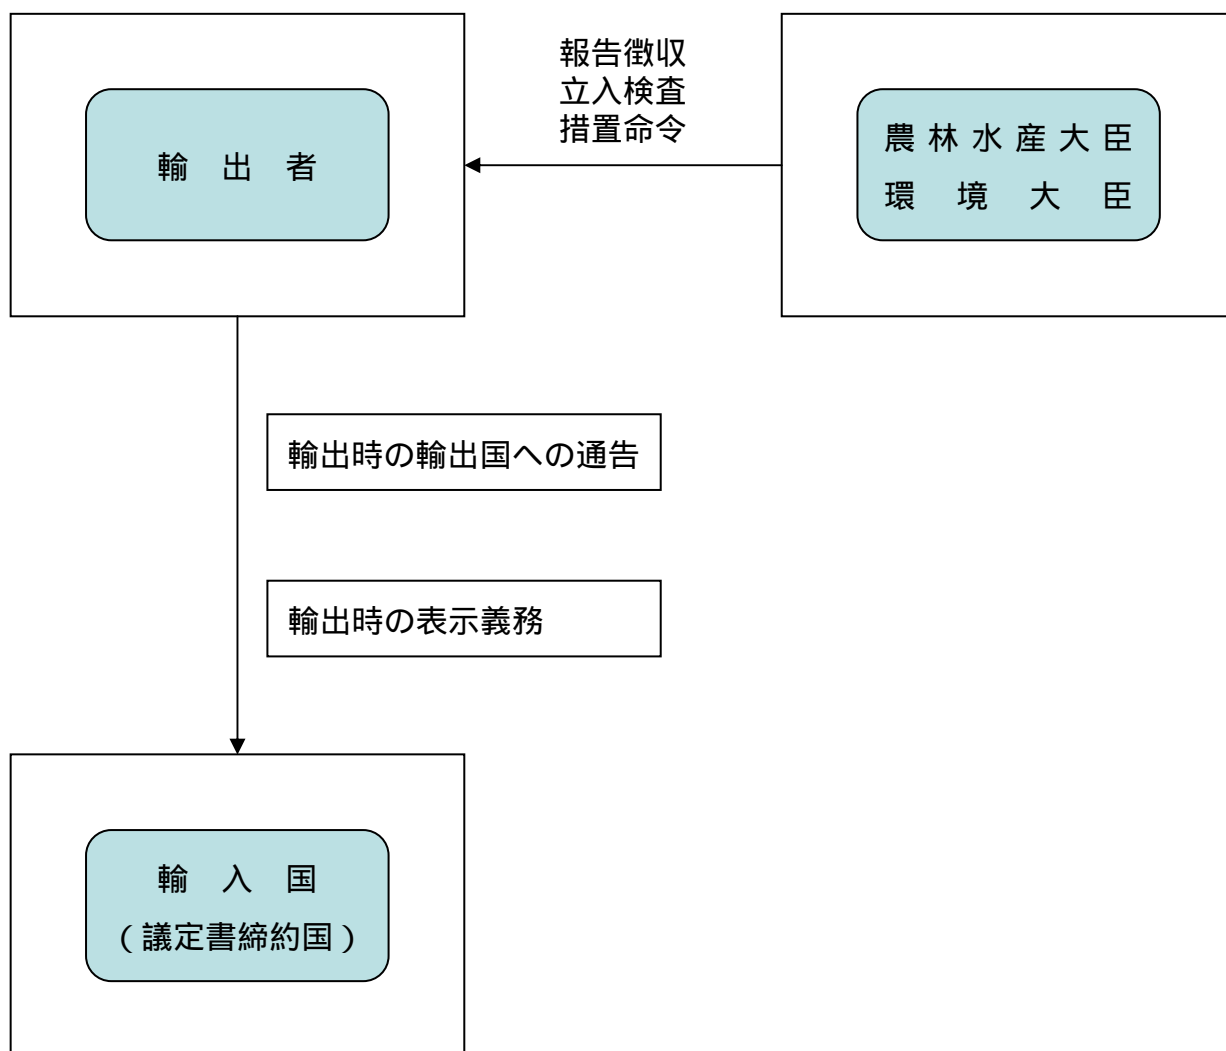 輸出者
報告徴収
立入検査
措置命令
農林水産大臣
環境大臣
輸出時の輸出国への通告
輸出時の表示義務
輸入国
（議定書締約国）